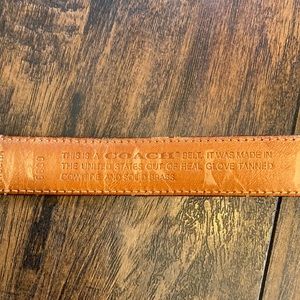 THIS IS A COACH® BELT. IT WAS MADE IN
THE UNITED STATES OUT OF REAL GLOVE TANNED
COWHIDE AND SOLID BRASS.